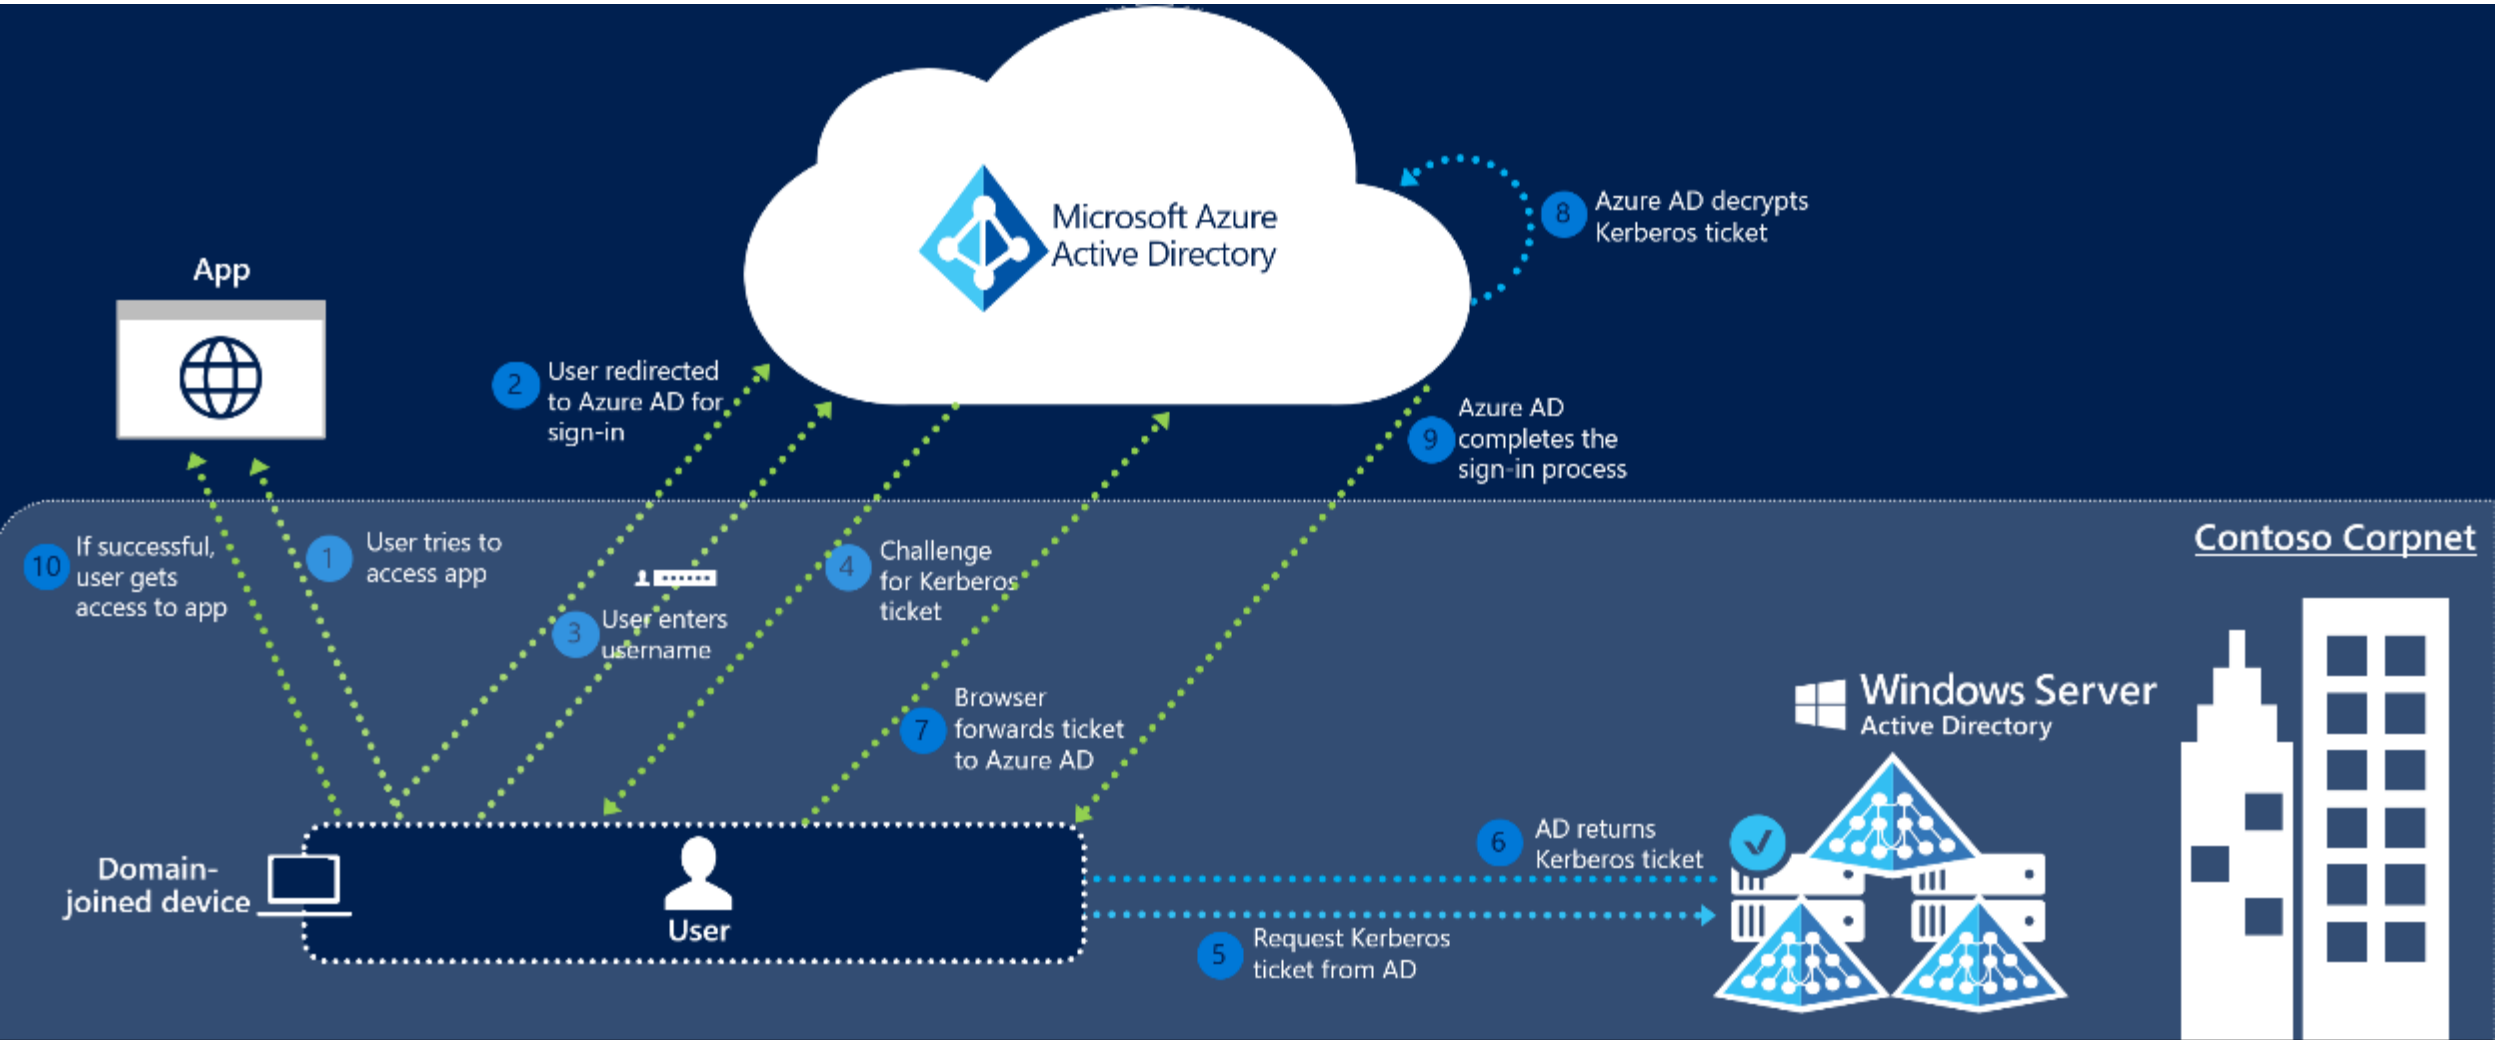 Microsoft Azure
Active Directory
8
Azure AD decrypts
Kerberos ticket
App
2
User redirected
to Azure AD for
sign-in
9
Azure AD
completes the
sign-in process
Contoso Corpnet
10
If successful,
user gets
access to app
1
User tries to
access app
3
User enters
username
4
Challenge
for Kerberos
ticket
7
Browser
forwards ticket
to Azure AD
Windows Server
Active Directory
Domain-
joined device
User
6
AD returns
Kerberos ticket
5
Request Kerberos
ticket from AD